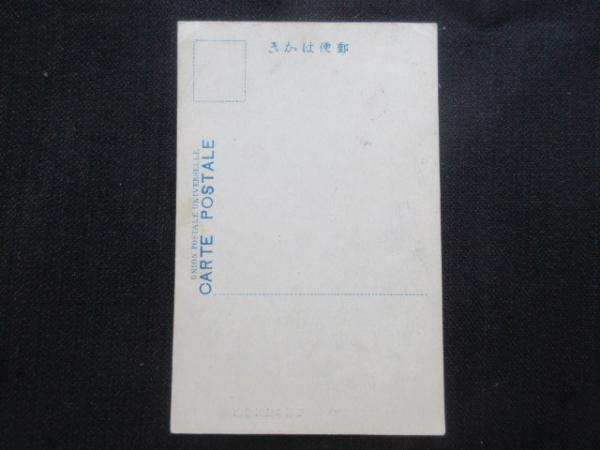 郵便はかき
UNION POSTALE UNIVERSELLE.
CARTE POSTALE